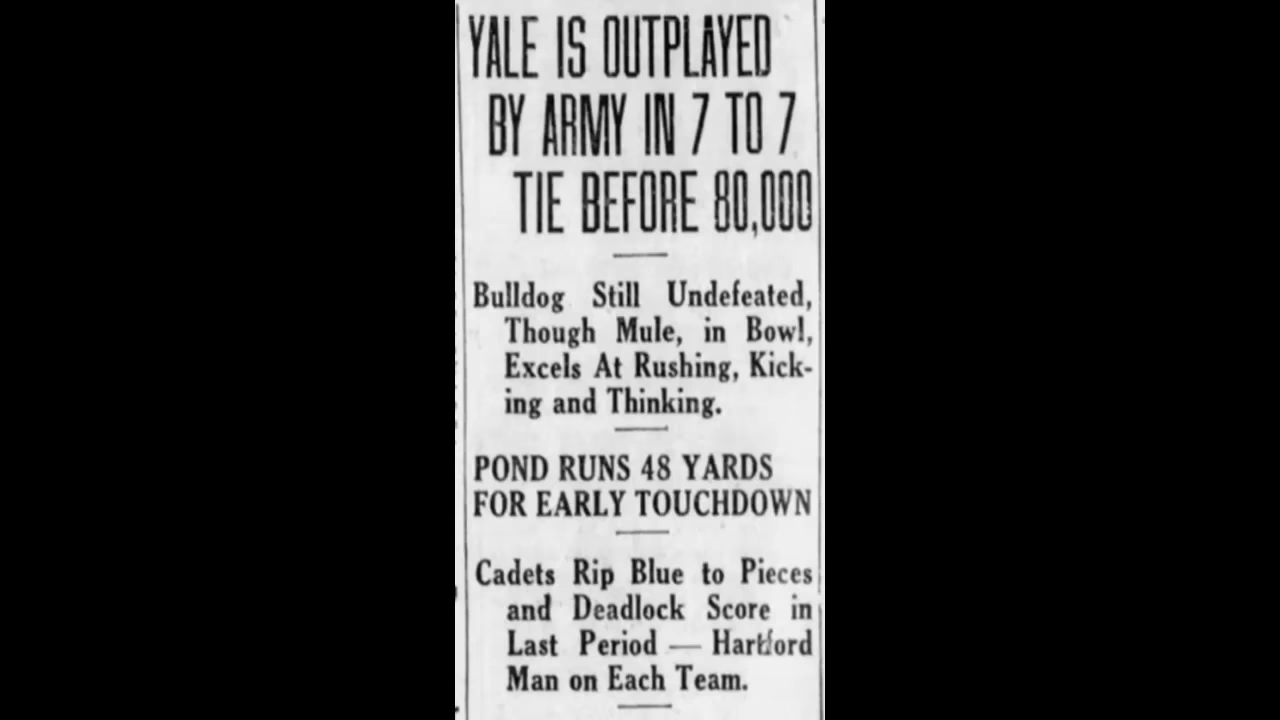 YALE IS OUTPLAYED
BY ARMY IN 7 TO 7
TIE BEFORE 80,000
Bulldog Still Undefeated,
Though Mule, in Bowl,
Excels At Rushing, Kick-
ing and Thinking.
POND RUNS 48 YARDS
FOR EARLY TOUCHDOWN
Cadets Rip Blue to Pieces
and Deadlock Score in
Last Period — Hartford
Man on Each Team.